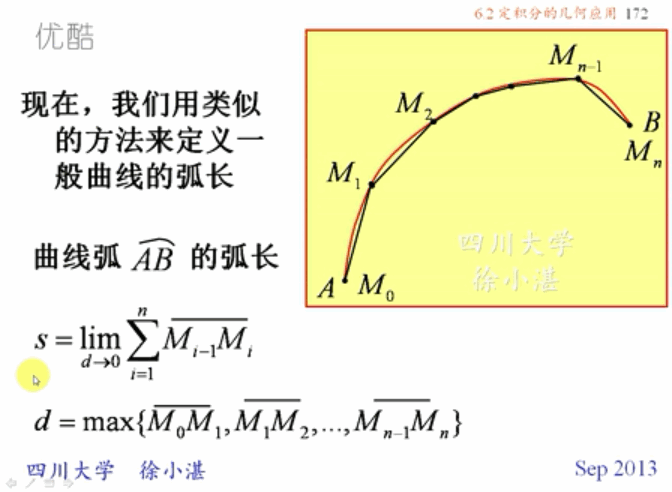 6.2 定积分的几何应用 172
优酷
现在，我们用类似
的方法来定义一
般曲线的弧长
曲线弧 \widehat{AB} 的弧长
s = \lim_{d \to 0} \sum_{i=1}^{n} \overline{M_{i-1}M_i}
d = max{\overline{M_0M_1}, \overline{M_1M_2}, ..., \overline{M_{n-1}M_n}}
M_{n-1}
M_2
B
M_n
M_1
四川大学
徐小湛
A M_0
四川大学 徐小湛
Sep 2013